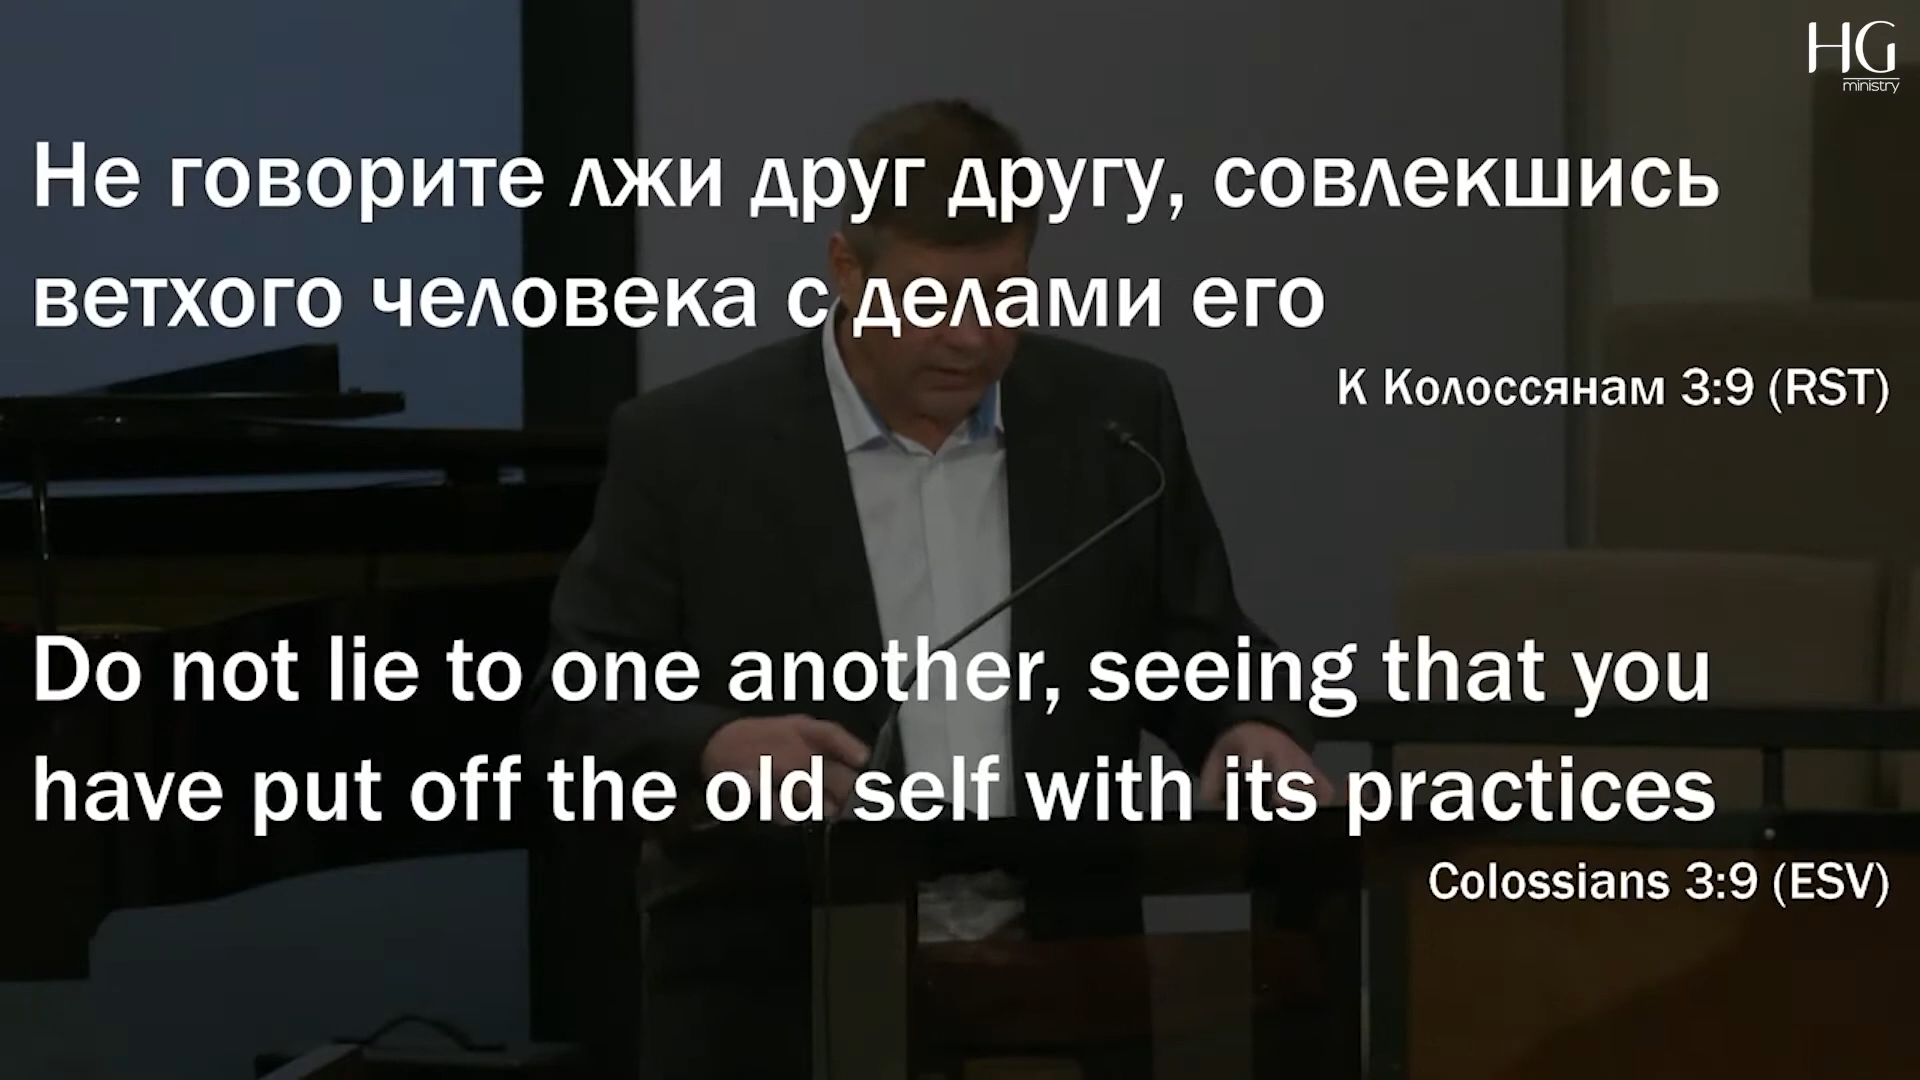 HG
ministry
Не говорите лжи друг другу, совлекшись
ветхого человека с делами его
К Колоссянам 3:9 (RST)
Do not lie to one another, seeing that you
have put off the old self with its practices
Colossians 3:9 (ESV)